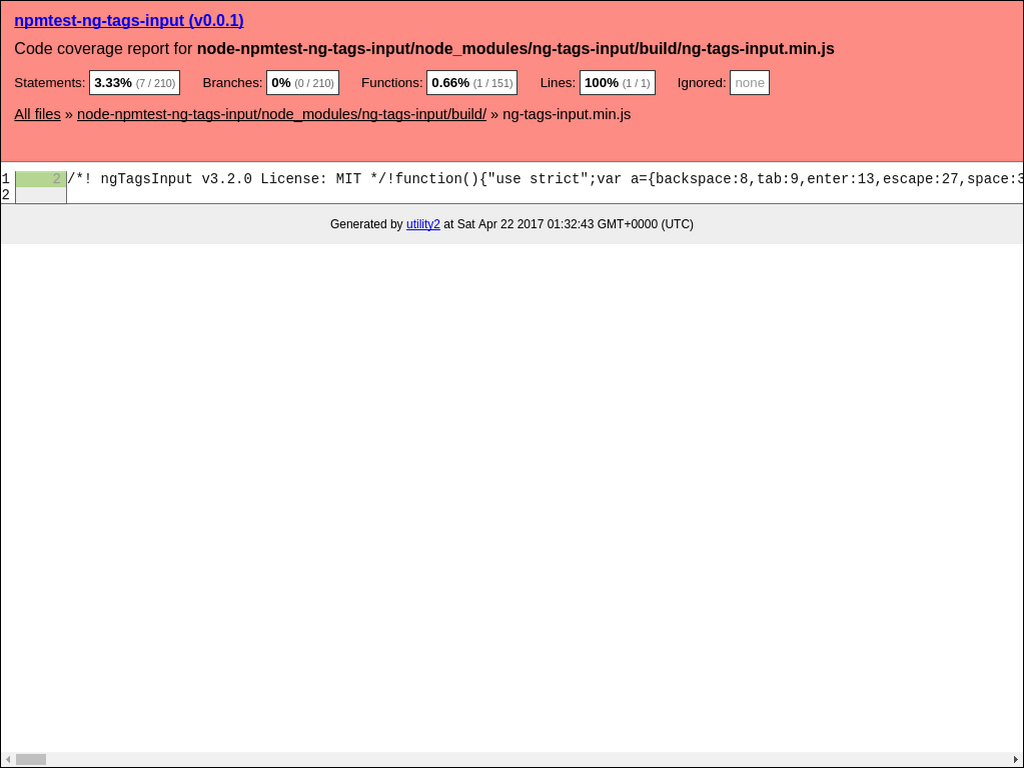 npmtest-ng-tags-input (v0.0.1)
Code coverage report for node-npmtest-ng-tags-input/node_modules/ng-tags-input/build/ng-tags-input.min.js
Statements: 3.33% (7 / 210) Branches: 0% (0 / 210) Functions: 0.66% (1 / 151) Lines: 100% (1 / 1) Ignored: none
All files » node-npmtest-ng-tags-input/node_modules/ng-tags-input/build/ » ng-tags-input.min.js
1 2 /*! ngTagsInput v3.2.0 License: MIT */!function(){"use strict";var a={backspace:8,tab:9,enter:13,escape:27,space:3
2
Generated by utility2 at Sat Apr 22 2017 01:32:43 GMT+0000 (UTC)